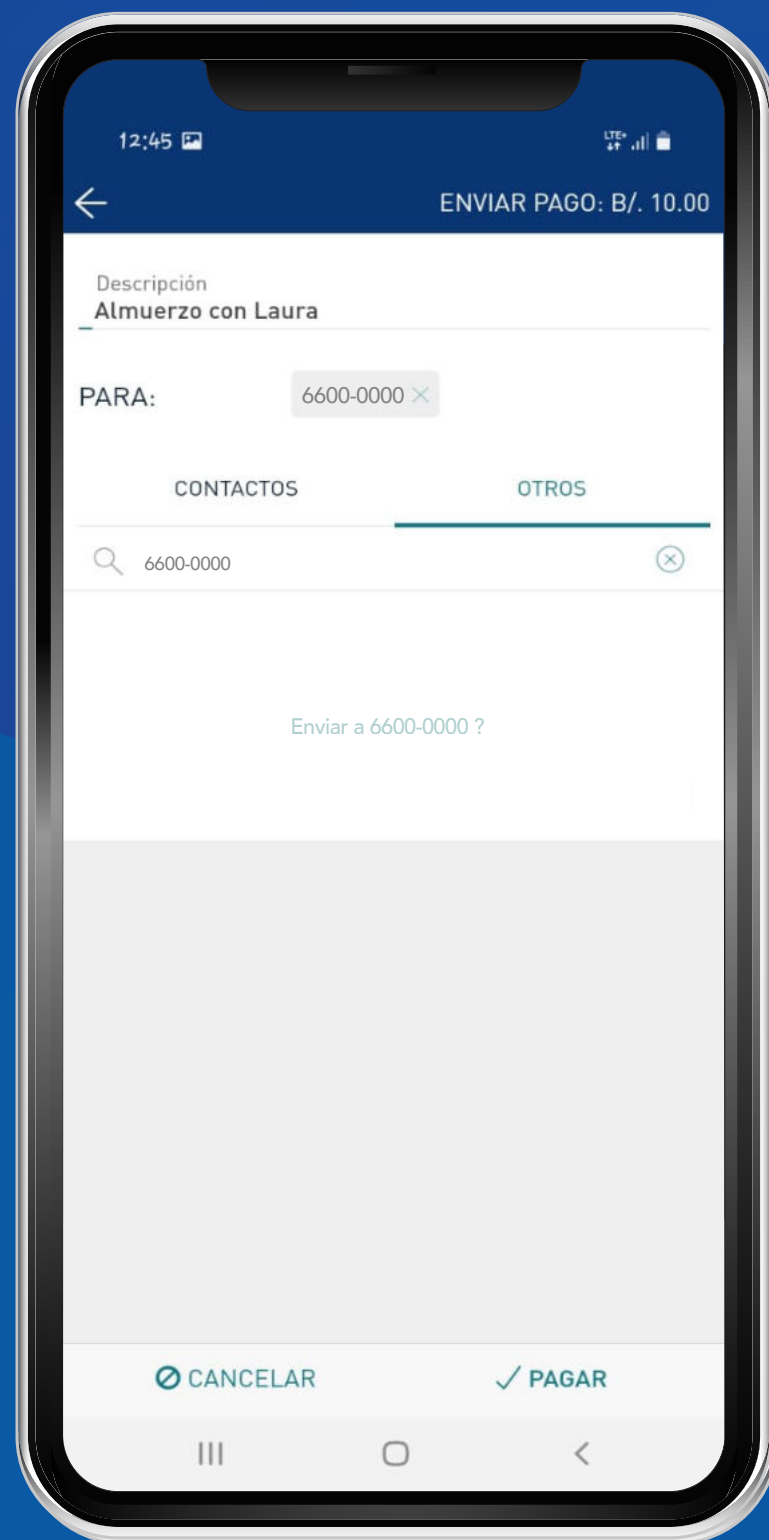 12:45 LTE+
ENVIAR PAGO: B/. 10.00
Descripción
Almuerzo con Laura
PARA: 6600-0000
CONTACTOS OTROS
6600-0000
Enviar a 6600-0000 ?
CANCELAR PAGAR